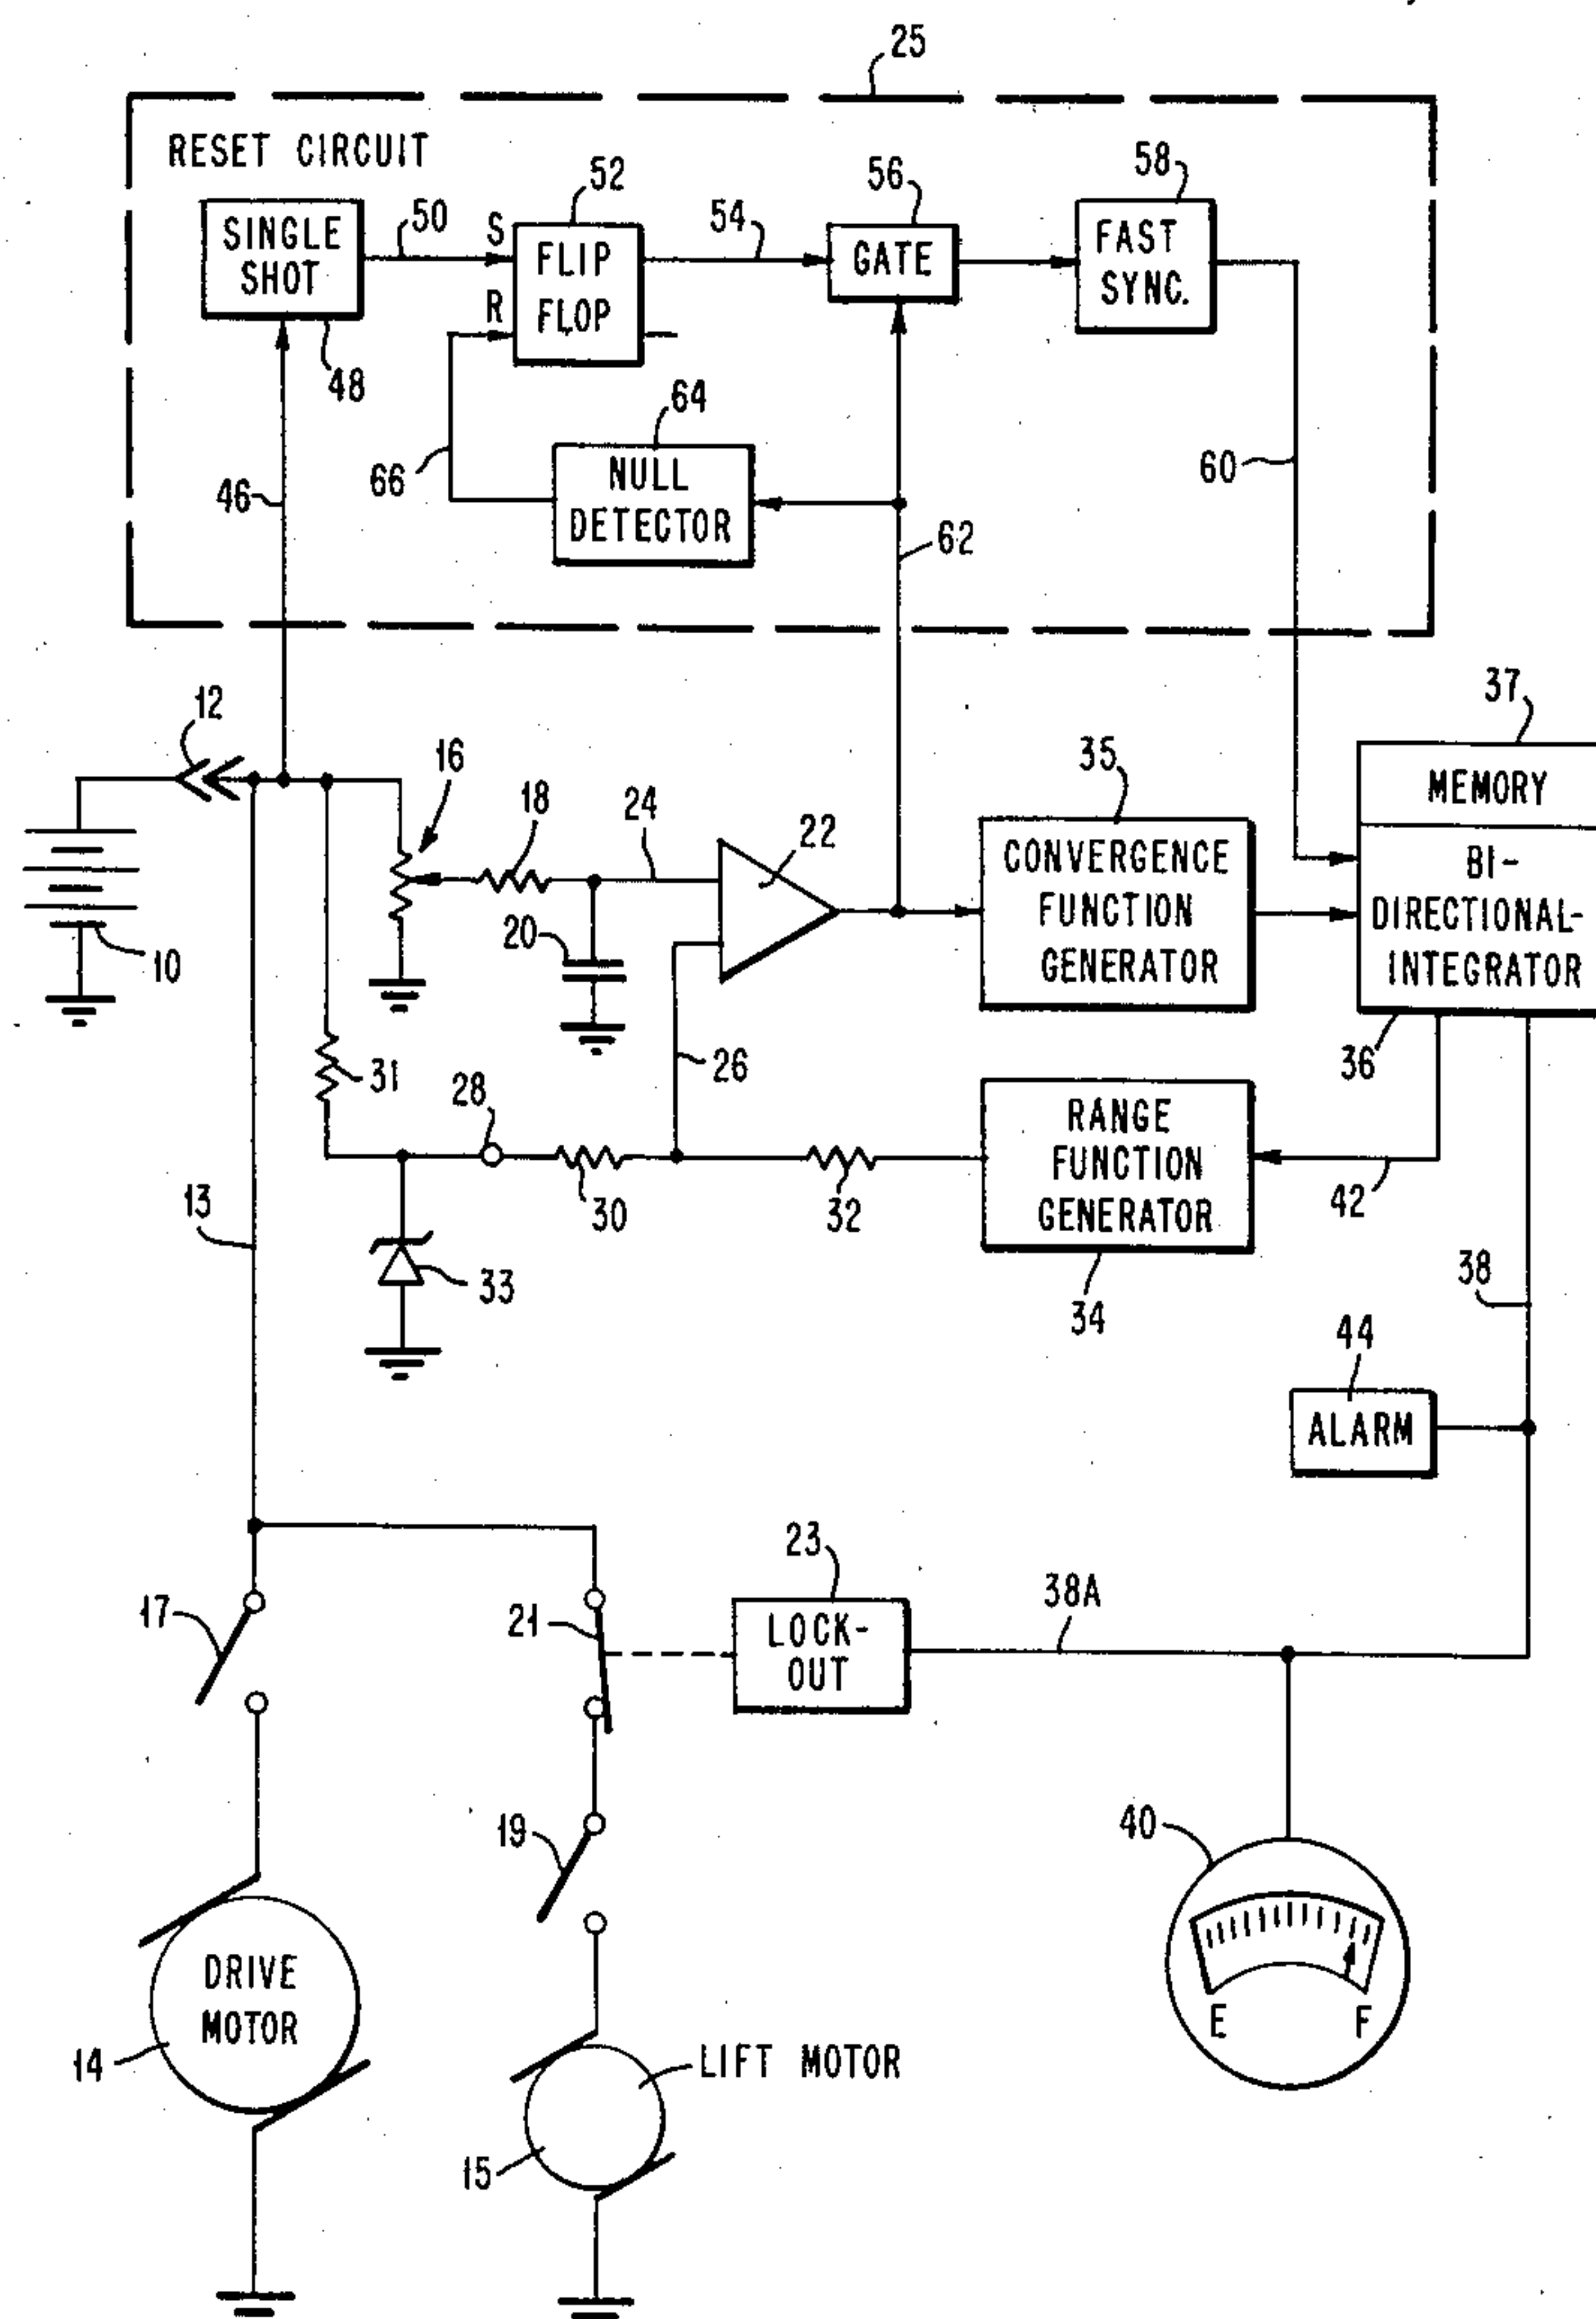 25
RESET CIRCUIT
SINGLE
SHOT
48
50
S
R
52
FLIP
FLOP
54
56
GATE
58
FAST
SYNC.
46
66
64
NULL
DETECTOR
62
60
12
10
16
18
24
20
22
26
35
CONVERGENCE
FUNCTION
GENERATOR
37
MEMORY
BI-
DIRECTIONAL-
INTEGRATOR
36
31
28
30
32
RANGE
FUNCTION
GENERATOR
34
42
13
33
38
44
ALARM
17
21
23
LOCK-
OUT
38A
19
40
E
F
DRIVE
MOTOR
14
LIFT MOTOR
15